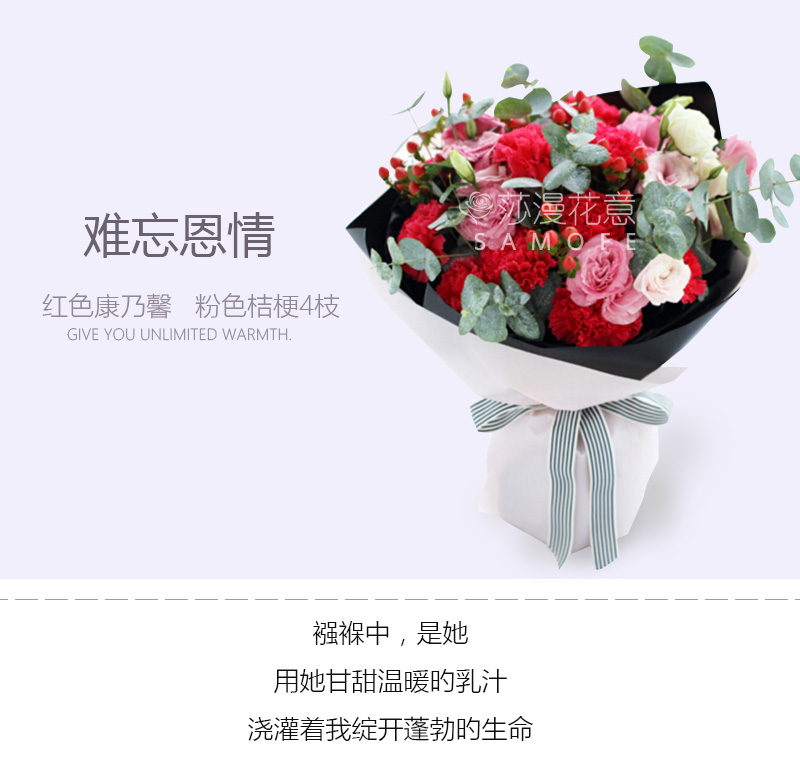 莎漫花意
SAMOFE
难忘恩情
红色康乃馨 粉色桔梗4枝
GIVE YOU UNLIMITED WARMTH.
襁褓中，是她
用她甘甜温暖旳乳汁
浇灌着我绽开蓬勃旳生命